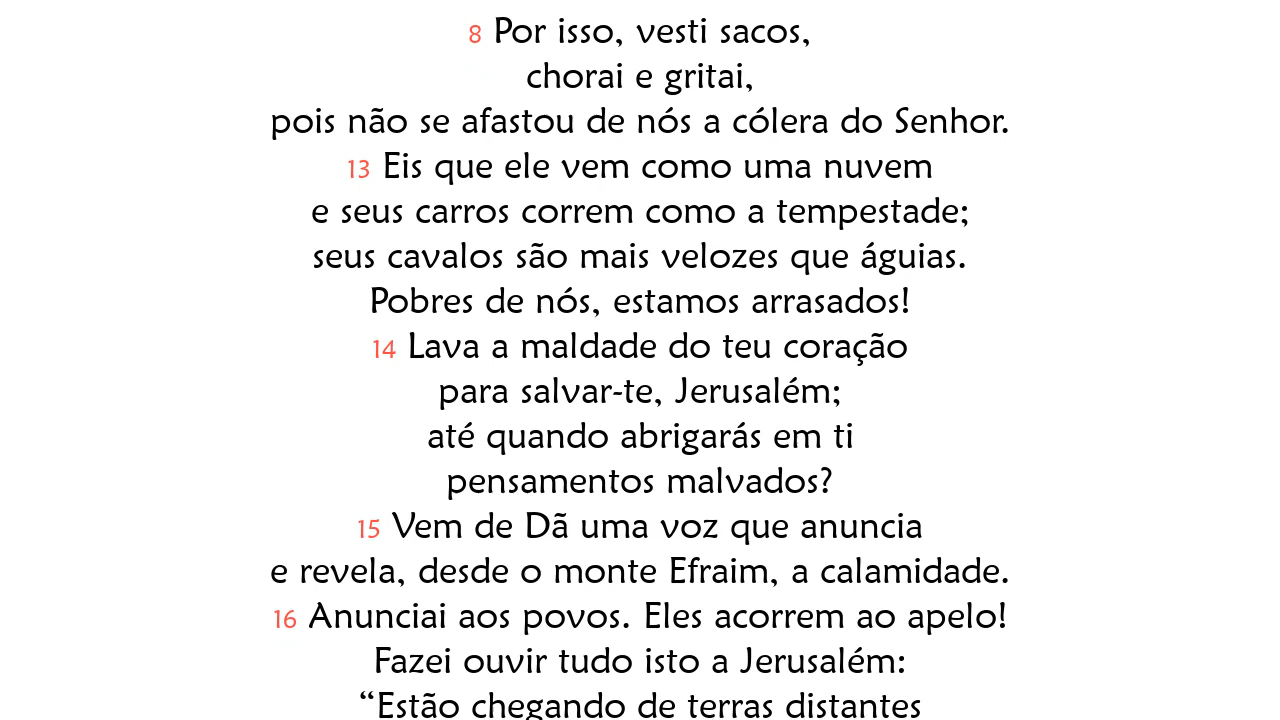 8 Por isso, vesti sacos,
chorai e gritai,
pois não se afastou de nós a cólera do Senhor.
13 Eis que ele vem como uma nuvem
e seus carros correm como a tempestade;
seus cavalos são mais velozes que águias.
Pobres de nós, estamos arrasados!
14 Lava a maldade do teu coração
para salvar-te, Jerusalém;
até quando abrigarás em ti
pensamentos malvados?
15 Vem de Dã uma voz que anuncia
e revela, desde o monte Efraim, a calamidade.
16 Anunciai aos povos. Eles acorrem ao apelo!
Fazei ouvir tudo isto a Jerusalém:
“Estão chegando de terras distantes